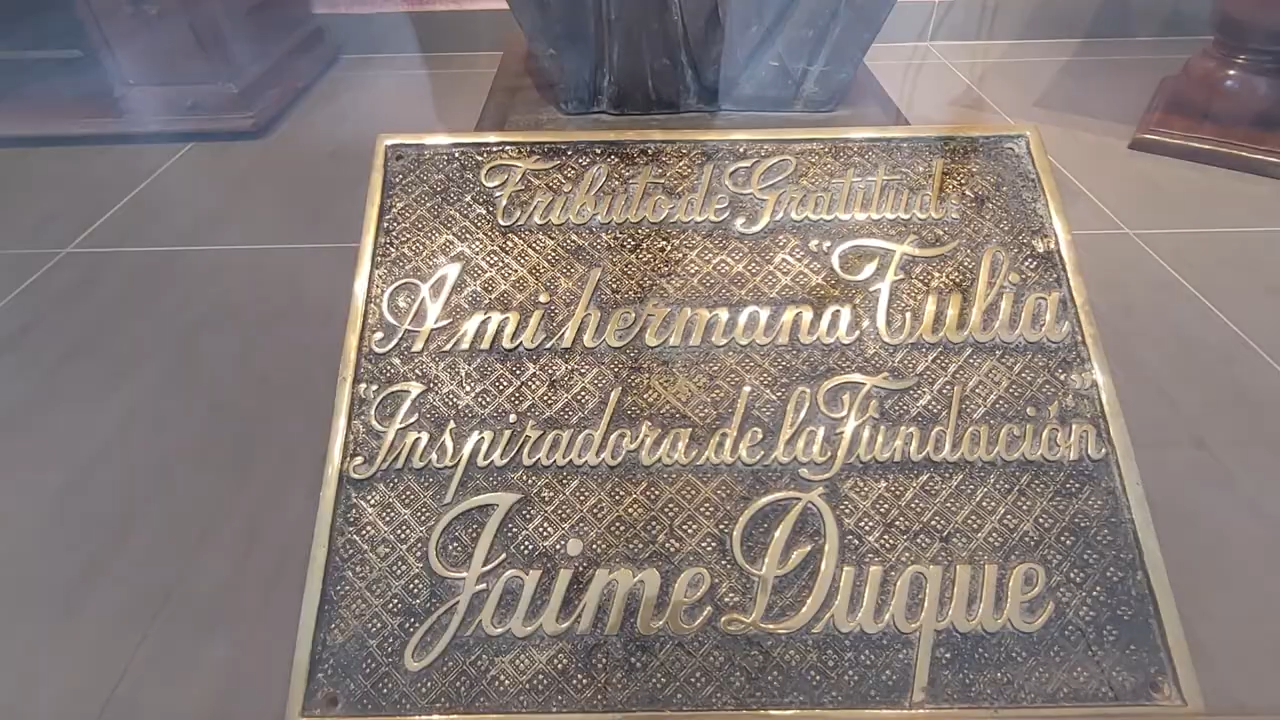 Tributo de Gratitud:
A mi hermana "Tulia
"Inspiradora de la Fundación"
Jaime Duque